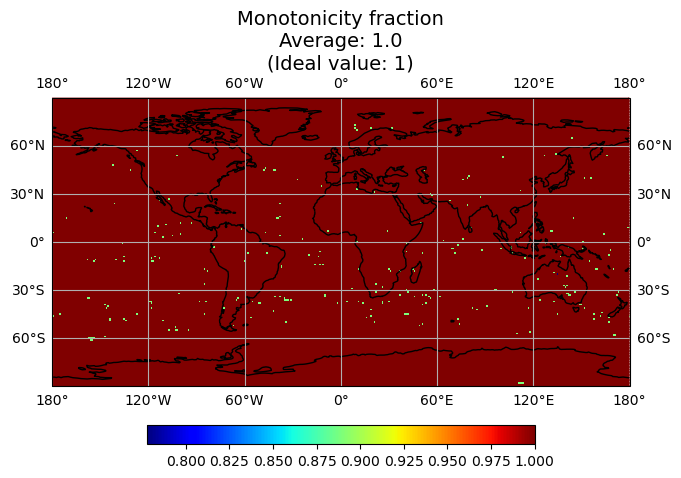 Monotonicity fraction
Average: 1.0
(Ideal value: 1)
180° 120°W 60°W 0° 60°E 120°E 180°
60°N 60°N
30°N 30°N
0° 0°
30°S 30°S
60°S 60°S
180° 120°W 60°W 0° 60°E 120°E 180°
0.800 0.825 0.850 0.875 0.900 0.925 0.950 0.975 1.000